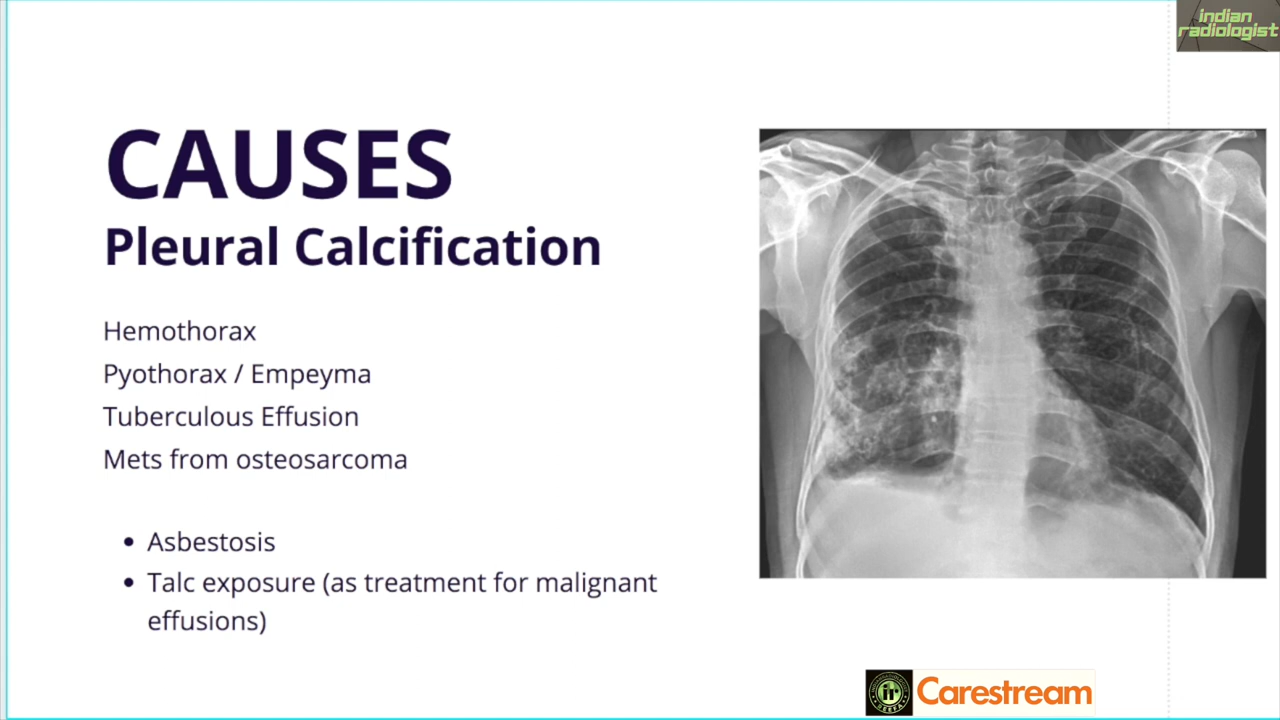 indian
radiologist
CAUSES
Pleural Calcification
Hemothorax
Pyothorax / Empeyma
Tuberculous Effusion
Mets from osteosarcoma
• Asbestosis
• Talc exposure (as treatment for malignant
effusions)
ir
Carestream